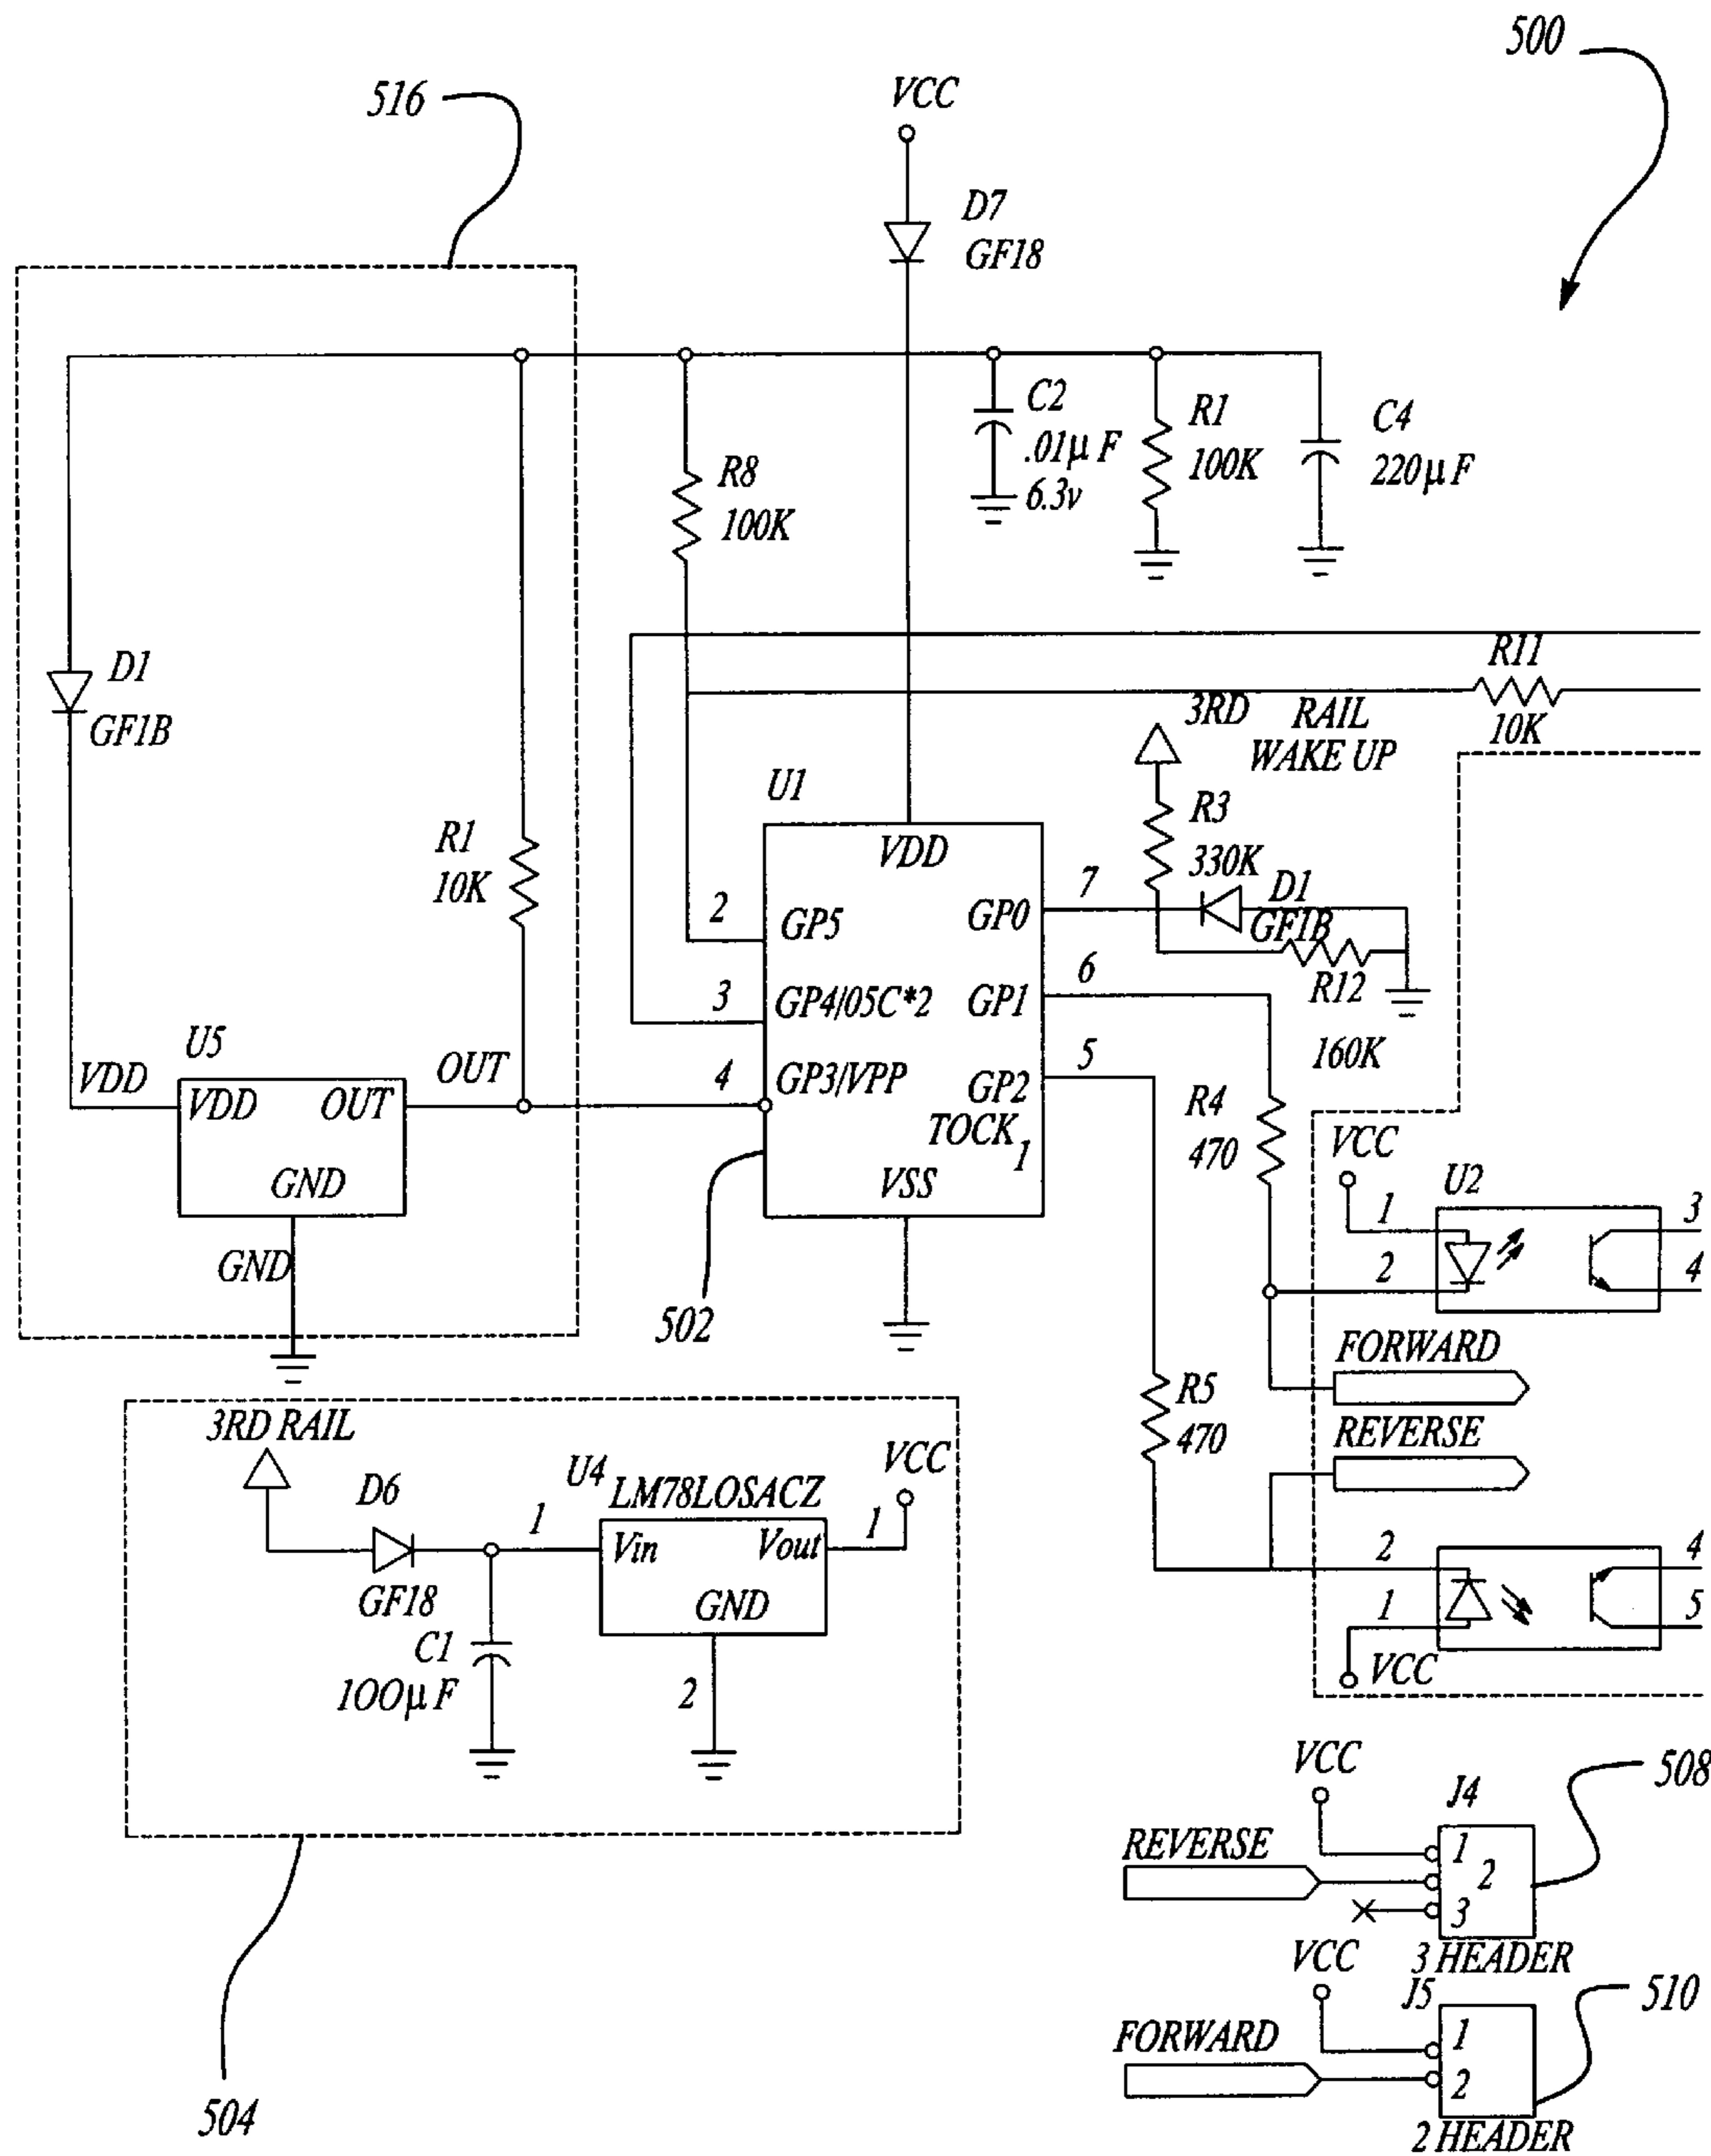 500
516
VCC
D7
GF18
C2
.01µF
6.3v
R1
100K
C4
220µF
R8
100K
R11
10K
D1
GF1B
3RD RAIL
WAKE UP
U1
R3
330K
R1
10K
VDD
7
D1
GF1B
2
GP5
GP0
6
R12
160K
3
GP4/05C*2
GP1
U5
5
VDD
VDD
OUT
OUT
4
GP3/VPP
GP2
TOCK 1
R4
470
VCC
U2
GND
VSS
1
3
GND
2
4
502
FORWARD
R5
470
REVERSE
3RD RAIL
D6
GF18
U4
LM78LOSACZ
VCC
1
Vin
Vout
1
GND
2
4
1
5
C1
100µF
2
VCC
VCC
508
J4
REVERSE
1
2
3
3 HEADER
VCC
J5
510
FORWARD
1
2
2 HEADER
504